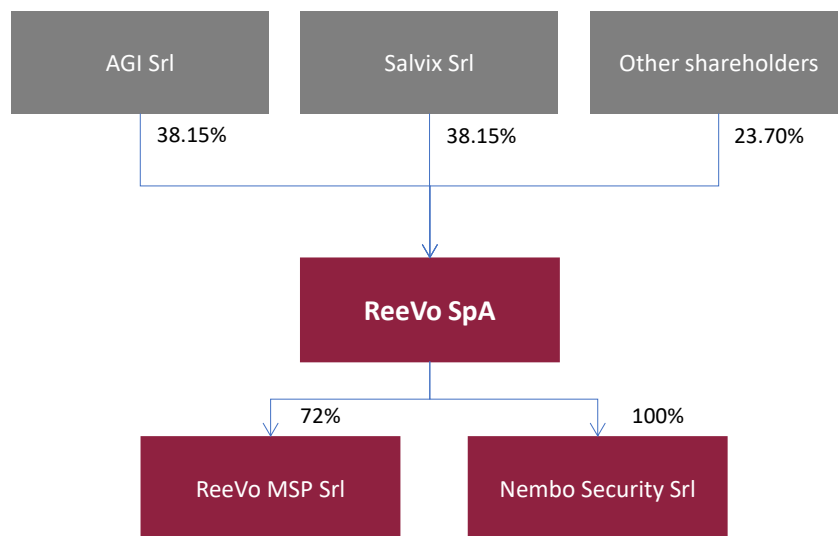 AGI Srl
Salvix Srl
Other shareholders
38.15%
38.15%
23.70%
ReeVo SpA
72%
100%
ReeVo MSP Srl
Nembo Security Srl